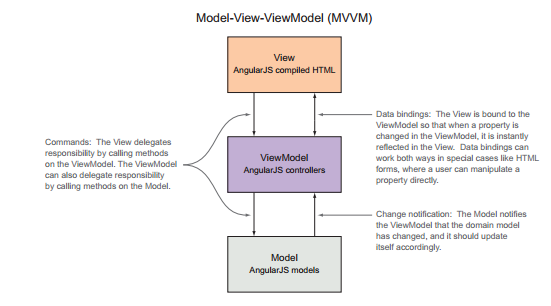 Model-View-ViewModel (MVVM)
View
AngularJS compiled HTML
Data bindings: The View is bound to the
ViewModel so that when a property is
changed in the ViewModel, it is instantly
reflected in the View. Data bindings can
work both ways in special cases like HTML
forms, where a user can manipulate a
property directly.
Commands: The View delegates
responsibility by calling methods
on the ViewModel. The ViewModel
can also delegate responsibility
by calling methods on the Model.
ViewModel
AngularJS controllers
Change notification: The Model notifies
the ViewModel that the domain model
has changed, and it should update
itself accordingly.
Model
AngularJS models